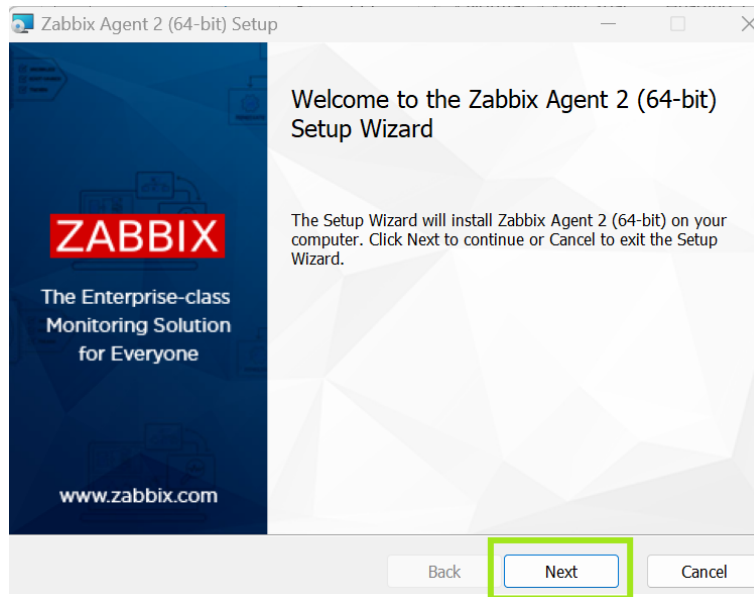 Zabbix Agent 2 (64-bit) Setup
Welcome to the Zabbix Agent 2 (64-bit)
Setup Wizard
The Setup Wizard will install Zabbix Agent 2 (64-bit) on your
computer. Click Next to continue or Cancel to exit the Setup
Wizard.
ZABBIX
The Enterprise-class
Monitoring Solution
for Everyone
www.zabbix.com
Back
Next
Cancel